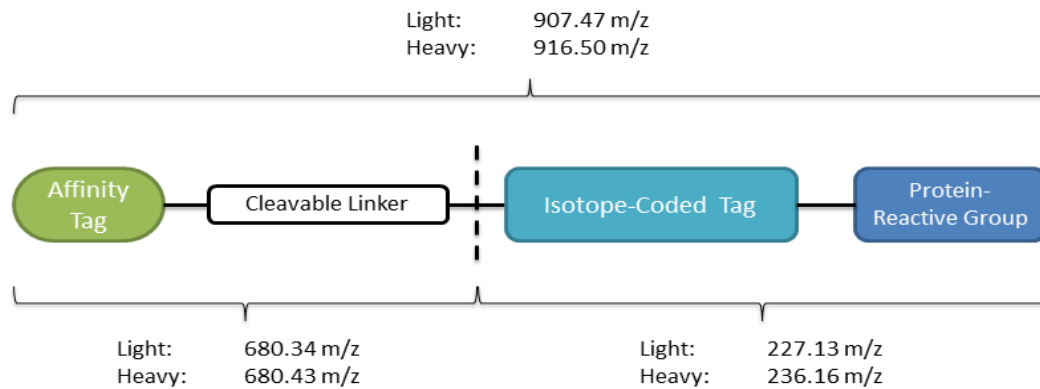 Light: 907.47 m/z
Heavy: 916.50 m/z
Affinity
Tag
Cleavable Linker
Isotope-Coded Tag
Protein-
Reactive Group
Light: 680.34 m/z
Heavy: 680.43 m/z
Light: 227.13 m/z
Heavy: 236.16 m/z